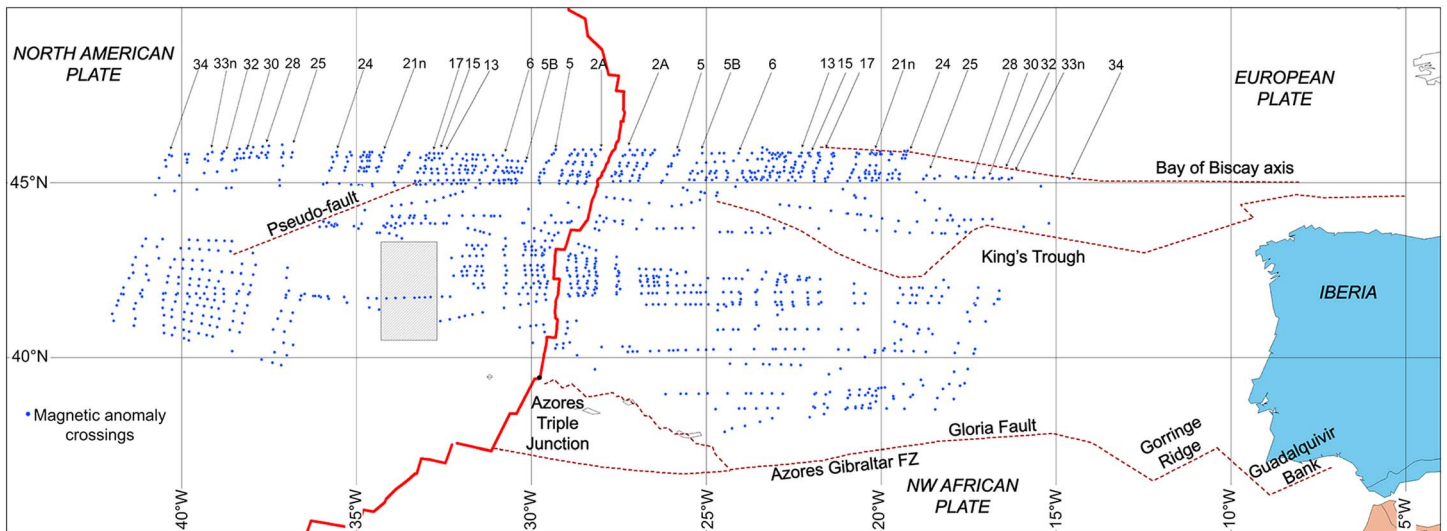 NORTH AMERICAN
PLATE
34 33n 32 30 28 25 24 21n 17 15 13 6 5B 5 2A 2A 5 5B 6 13 15 17 21n 24 25 28 30 32 33n 34
EUROPEAN
PLATE
Bay of Biscay axis
45°N
Pseudo-fault
King's Trough
IBERIA
40°N
Magnetic anomaly
crossings
Azores
Triple
Junction
Gloria Fault
Gorringe
Ridge
Guadalquivir
Bank
Azores Gibraltar FZ
NW AFRICAN
PLATE
40°W 35°W 30°W 25°W 20°W 15°W 10°W